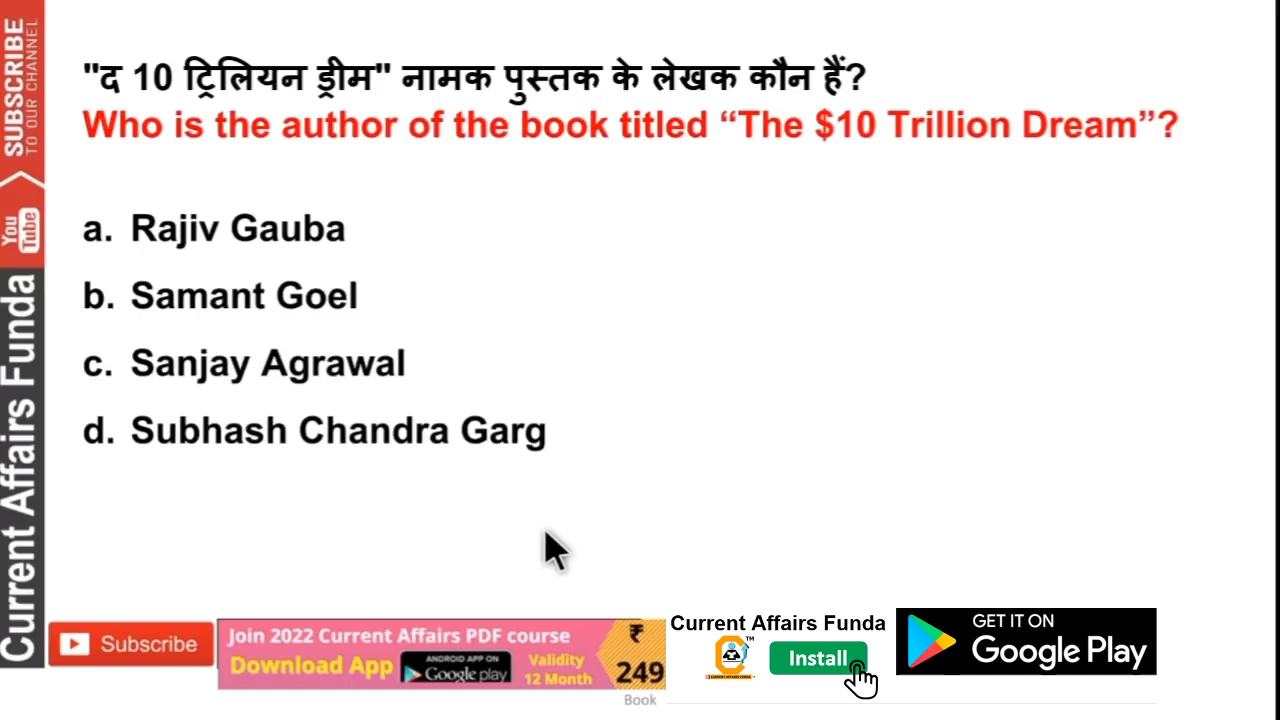 "द 10 ट्रिलियन ड्रीम" नामक पुस्तक के लेखक कौन हैं?
Who is the author of the book titled “The $10 Trillion Dream”?
a. Rajiv Gauba
b. Samant Goel
c. Sanjay Agrawal
d. Subhash Chandra Garg
SUBSCRIBE
TO OUR CHANNEL
You Tube
Current Affairs Funda
Subscribe
Join 2022 Current Affairs PDF course
Download App
ANDROID APP ON
Google play
Validity
12 Month
₹
249
Book
Current Affairs Funda
Install
GET IT ON
Google Play